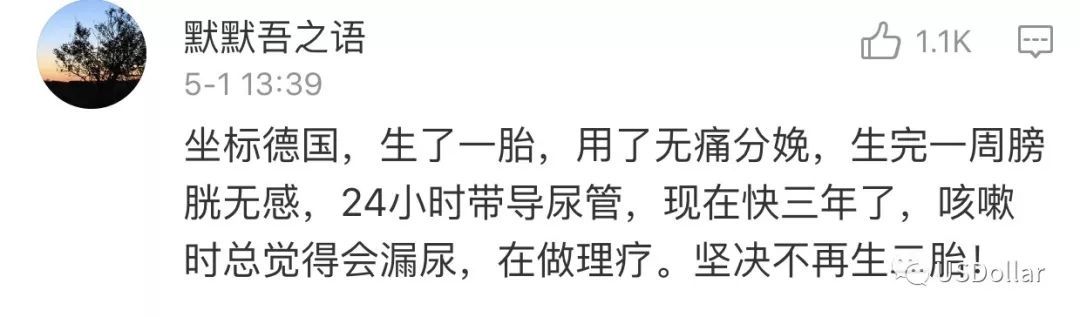 默默吾之语
1.1K
5-1 13:39
坐标德国，生了一胎，用了无痛分娩，生完一周膀
胱无感，24小时带导尿管，现在快三年了，咳嗽
时总觉得会漏尿，在做理疗。坚决不再生二胎！
USDollar